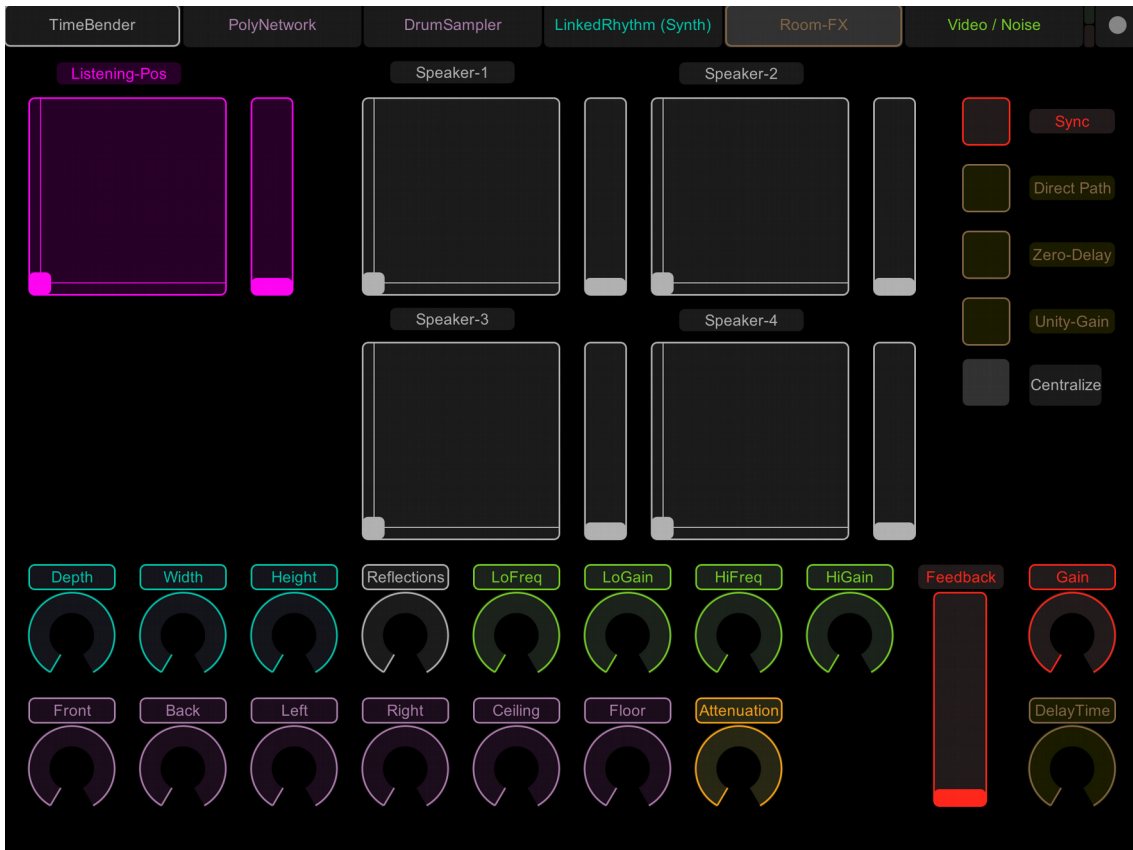 TimeBender
PolyNetwork
DrumSampler
LinkedRhythm (Synth)
Room-FX
Video / Noise
Listening-Pos
Speaker-1
Speaker-2
Sync
Direct Path
Zero-Delay
Speaker-3
Speaker-4
Unity-Gain
Centralize
Depth
Width
Height
Reflections
LoFreq
LoGain
HiFreq
HiGain
Feedback
Gain
Front
Back
Left
Right
Ceiling
Floor
Attenuation
DelayTime